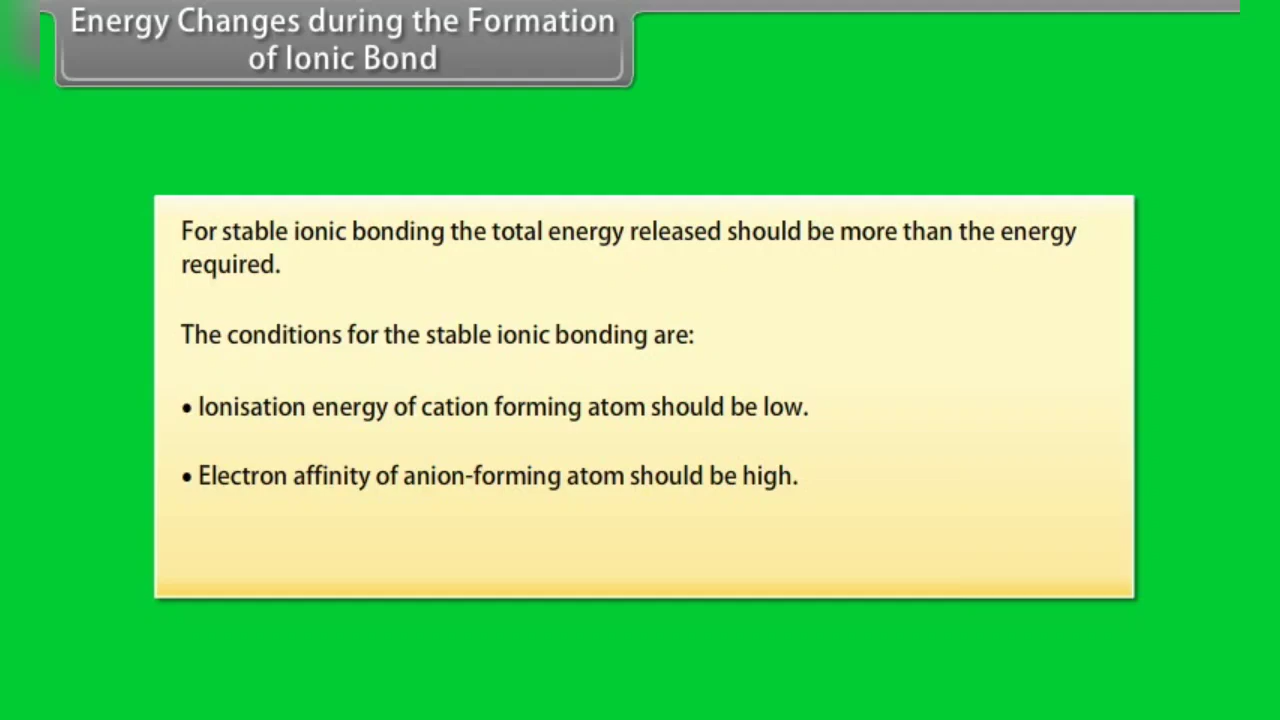 Energy Changes during the Formation
of Ionic Bond
For stable ionic bonding the total energy released should be more than the energy
required.
The conditions for the stable ionic bonding are:
• Ionisation energy of cation forming atom should be low.
• Electron affinity of anion-forming atom should be high.